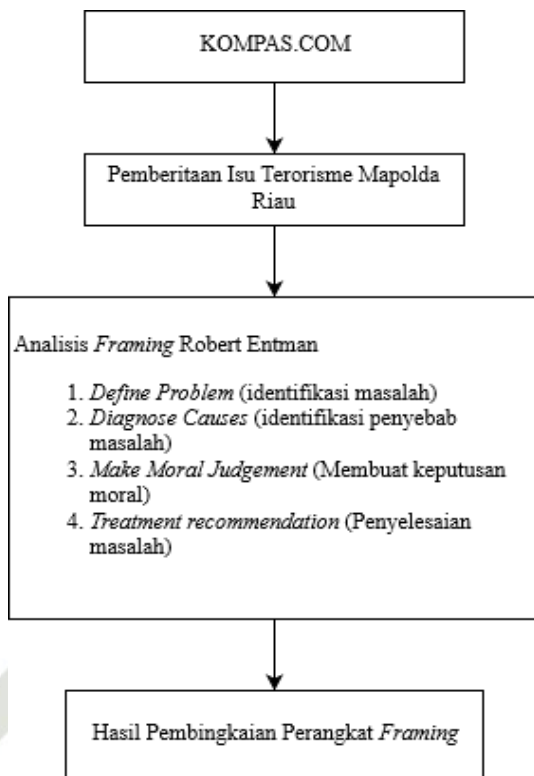 KOMPAS.COM
Pemberitaan Isu Terorisme Mapolda
Riau
Analisis Framing Robert Entman
1. Define Problem (identifikasi masalah)
2. Diagnose Causes (identifikasi penyebab
masalah)
3. Make Moral Judgement (Membuat keputusan
moral)
4. Treatment recommendation (Penyelesaian
masalah)
Hasil Pembingkaian Perangkat Framing